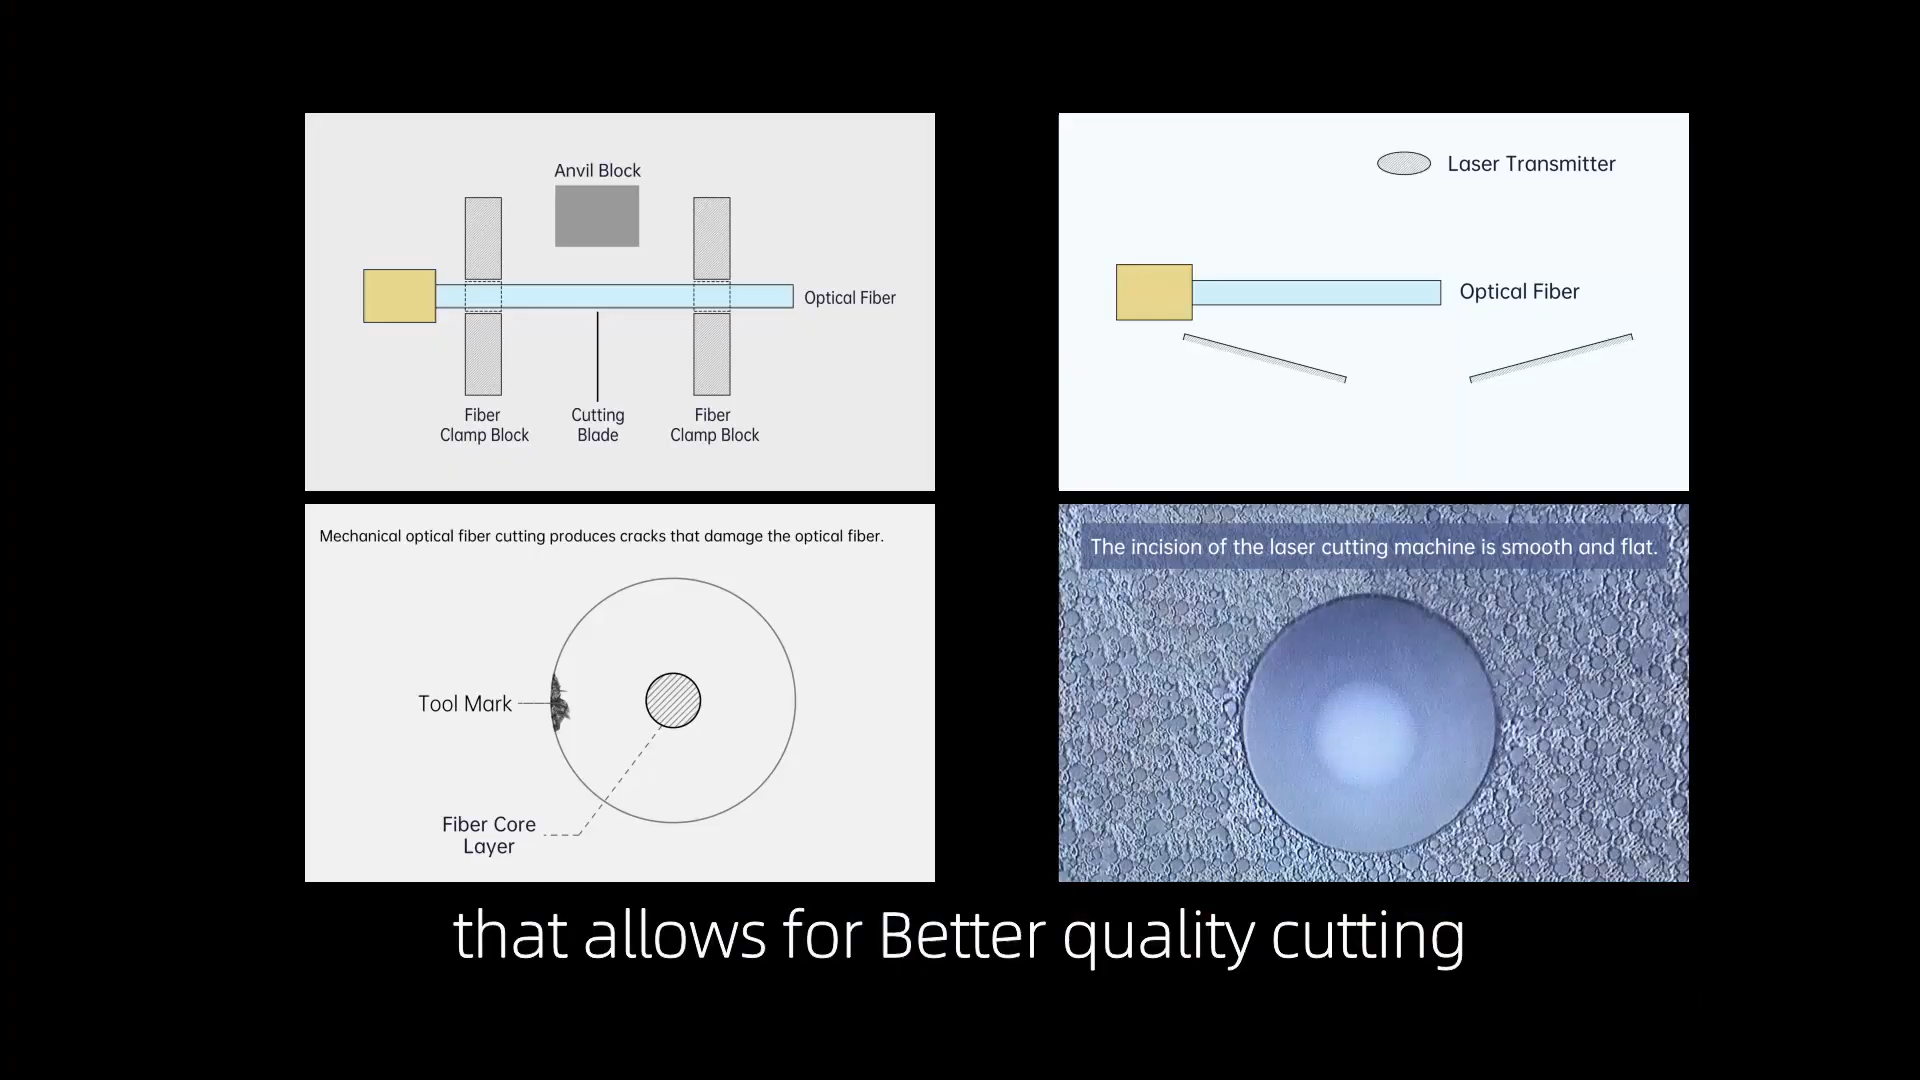 Anvil Block
Optical Fiber
Fiber
Clamp Block
Cutting
Blade
Fiber
Clamp Block
Laser Transmitter
Optical Fiber
Mechanical optical fiber cutting produces cracks that damage the optical fiber.
Tool Mark
Fiber Core
Layer
The incision of the laser cutting machine is smooth and flat.
that allows for Better quality cutting